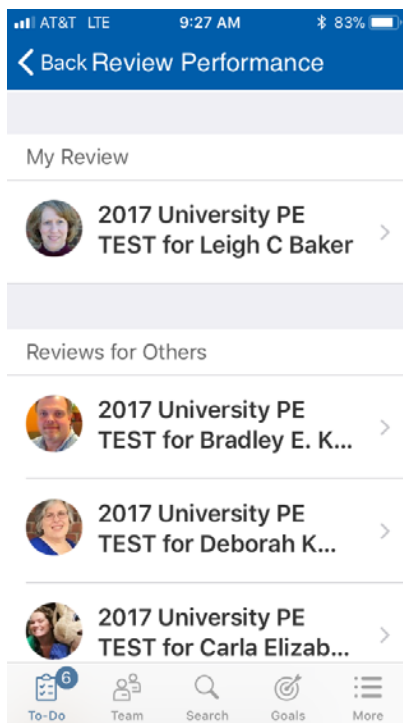 AT&T LTE 9:27 AM 83%
Back Review Performance
My Review
2017 University PE
TEST for Leigh C Baker
Reviews for Others
2017 University PE
TEST for Bradley E. K...
2017 University PE
TEST for Deborah K...
2017 University PE
TEST for Carla Elizab...
6
To-Do Team Search Goals More